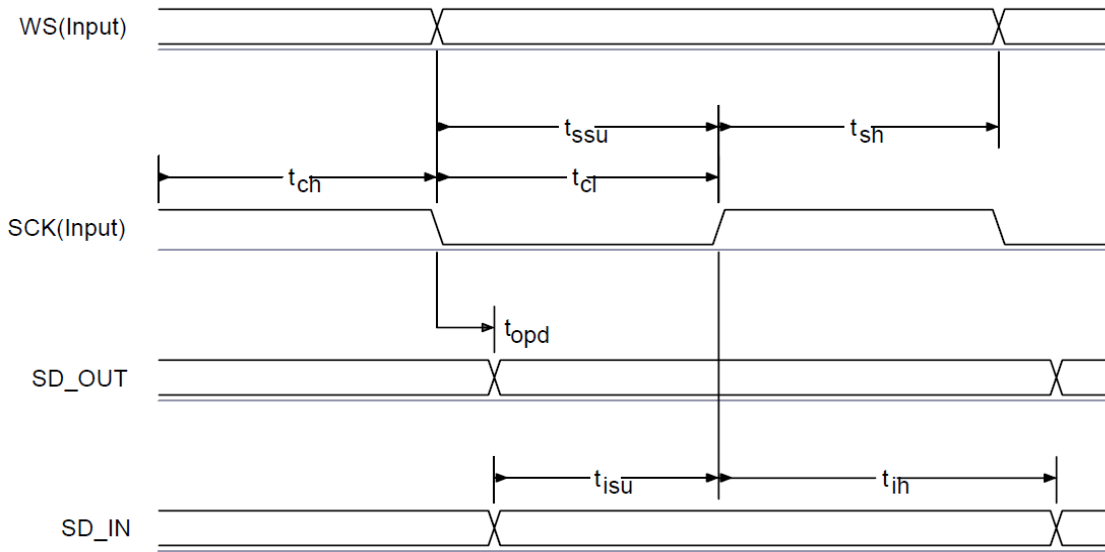 WS(Input)
tssu
tsh
tch
tcl
SCK(Input)
topd
SD_OUT
tisu
tih
SD_IN